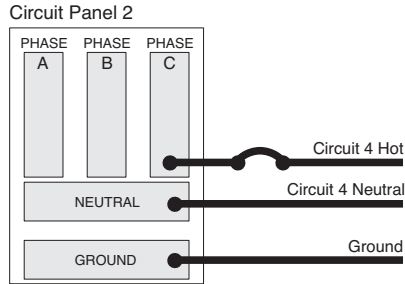 Circuit Panel 2
PHASE PHASE PHASE
A B C
Circuit 4 Hot
Circuit 4 Neutral
NEUTRAL
Ground
GROUND